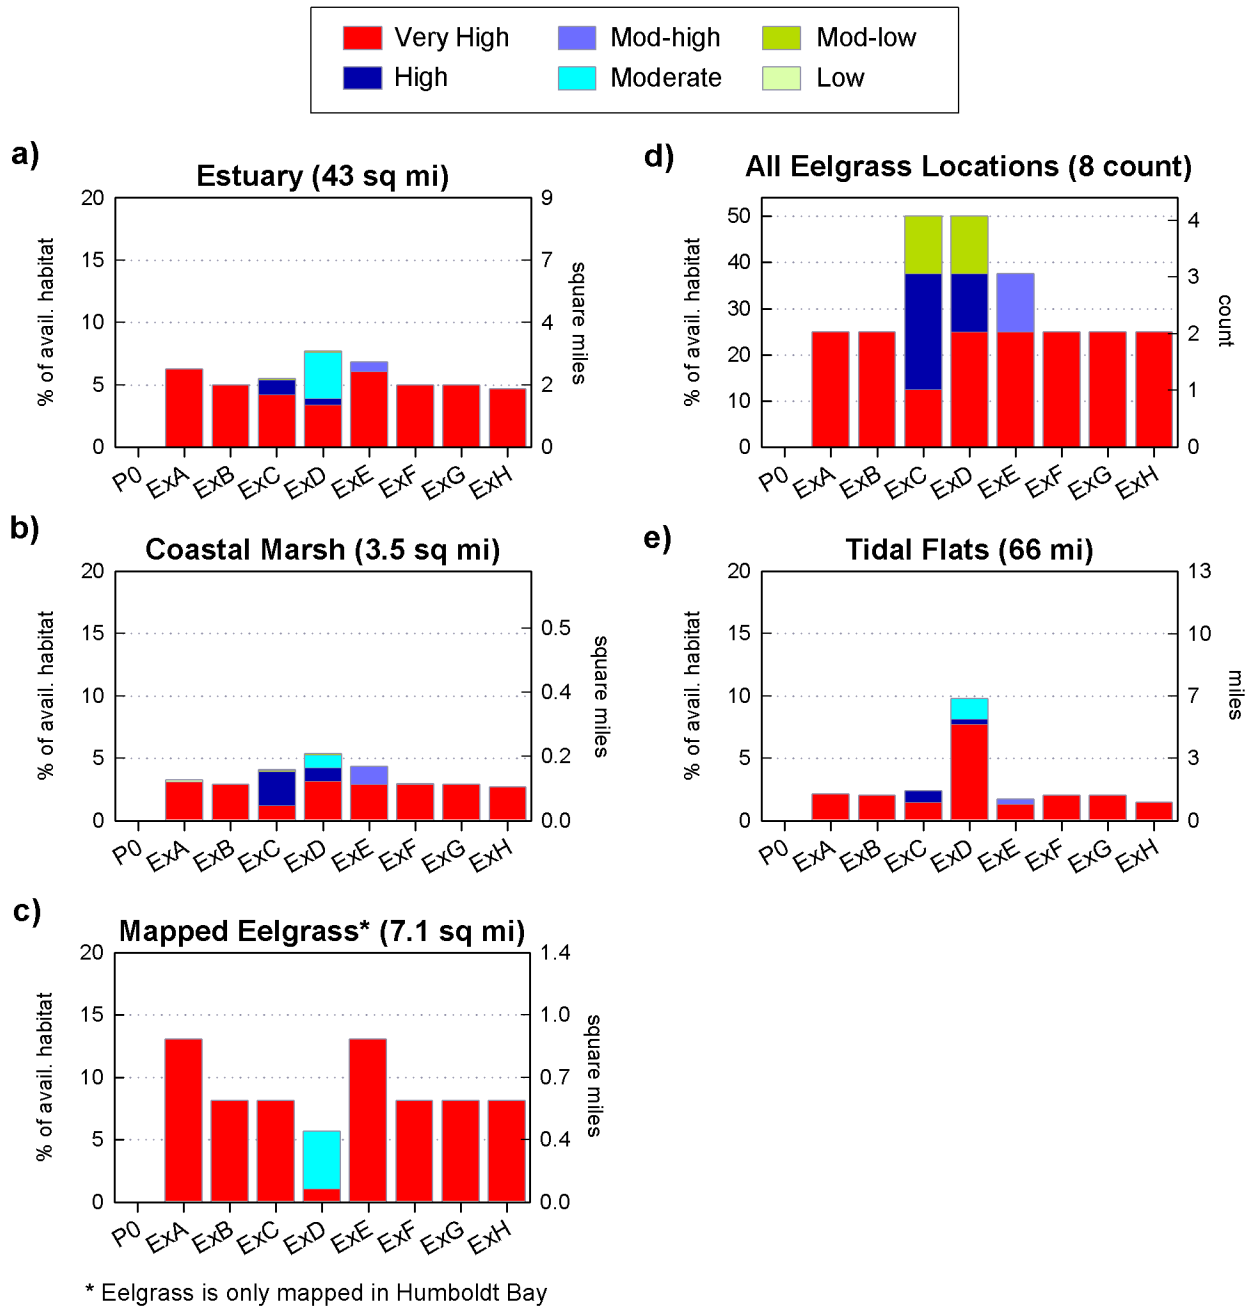 Very High Mod-high Mod-low
High Moderate Low
a)
Estuary (43 sq mi)
% of avail. habitat
20
15
10
5
0
9
7
4
2
0
square miles
P0 ExA ExB ExC ExD ExE ExF ExG ExH
b)
Coastal Marsh (3.5 sq mi)
% of avail. habitat
20
15
10
5
0
0.5
0.4
0.2
0.0
square miles
P0 ExA ExB ExC ExD ExE ExF ExG ExH
c)
Mapped Eelgrass* (7.1 sq mi)
% of avail. habitat
20
15
10
5
0
1.4
1.0
0.7
0.4
0.0
square miles
P0 ExA ExB ExC ExD ExE ExF ExG ExH
* Eelgrass is only mapped in Humboldt Bay
d)
All Eelgrass Locations (8 count)
% of avail. habitat
50
40
30
20
10
0
4
3
2
1
0
count
P0 ExA ExB ExC ExD ExE ExF ExG ExH
e)
Tidal Flats (66 mi)
% of avail. habitat
20
15
10
5
0
13
10
7
3
0
miles
P0 ExA ExB ExC ExD ExE ExF ExG ExH